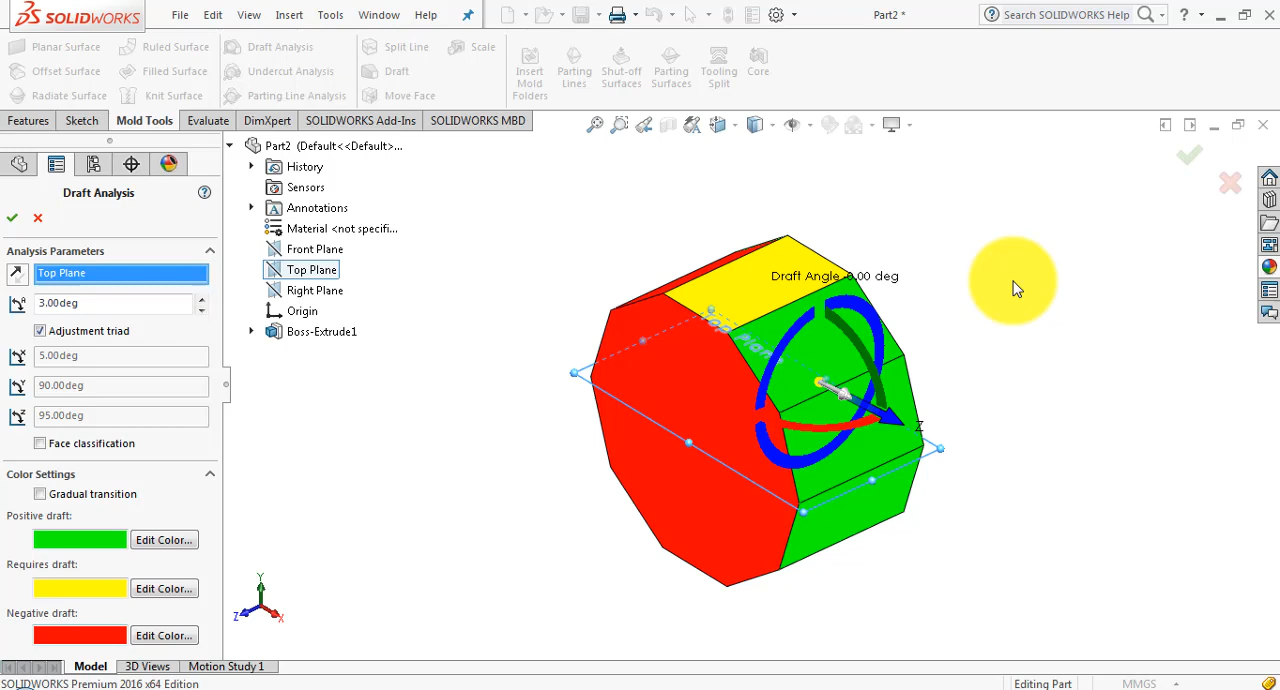 SOLIDWORKS File Edit View Insert Tools Window Help Part2 * Search SOLIDWORKS Help ?
Planar Surface Ruled Surface Draft Analysis Split Line Scale
Offset Surface Filled Surface Undercut Analysis Draft
Radiate Surface Knit Surface Parting Line Analysis Move Face
Insert Mold Folders Parting Lines Shut-off Surfaces Parting Surfaces Tooling Split Core
Features Sketch Mold Tools Evaluate DimXpert SOLIDWORKS Add-Ins SOLIDWORKS MBD
Draft Analysis ?
Analysis Parameters
Top Plane
3.00deg
Adjustment triad
5.00deg
90.00deg
95.00deg
Face classification
Color Settings
Gradual transition
Positive draft:
Edit Color...
Requires draft:
Edit Color...
Negative draft:
Edit Color...
Part2 (Default<<Default>...
History
Sensors
Annotations
Material <not specifi...
Front Plane
Top Plane
Right Plane
Origin
Boss-Extrude1
Draft Angle -0.00 deg
Top Plane
Z
Y
Z
X
Model 3D Views Motion Study 1
SOLIDWORKS Premium 2016 x64 Edition Editing Part MMGS